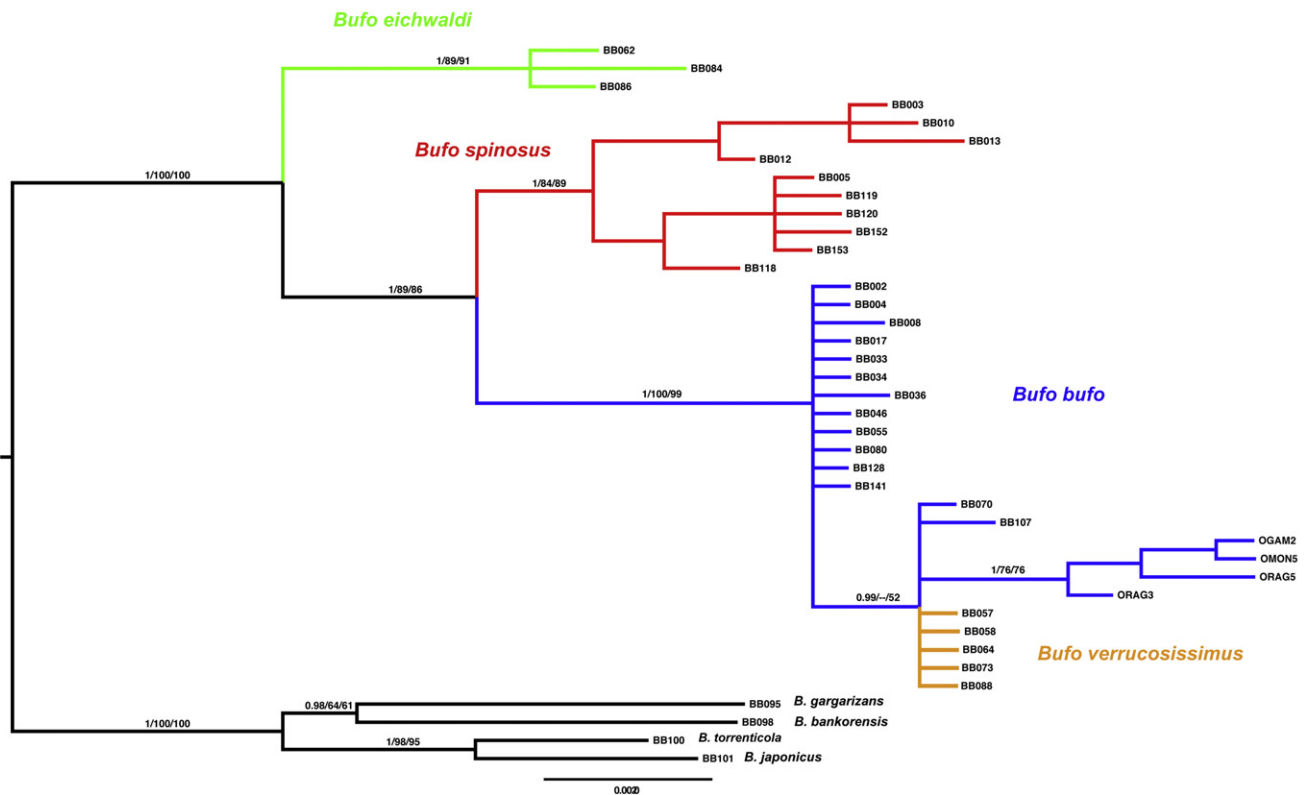 Bufo eichwaldi
BB062
1/89/91
BB084
BB086
BB003
BB010
BB013
Bufo spinosus
BB012
1/100/100
BB005
1/84/89
BB119
BB120
BB152
BB153
BB118
1/89/86
BB002
BB004
BB008
BB017
BB033
BB034
1/100/99
BB036
Bufo bufo
BB046
BB055
BB080
BB128
BB141
BB070
BB107
OGAM2
OMON5
1/76/76
ORAG5
ORAG3
0.99/--/52
BB057
BB058
BB064
Bufo verrucosissimus
BB073
BB088
0.98/64/61
BB095 B. gargarizans
1/100/100
BB098 B. bankorensis
1/98/95
BB100 B. torrenticola
BB101 B. japonicus